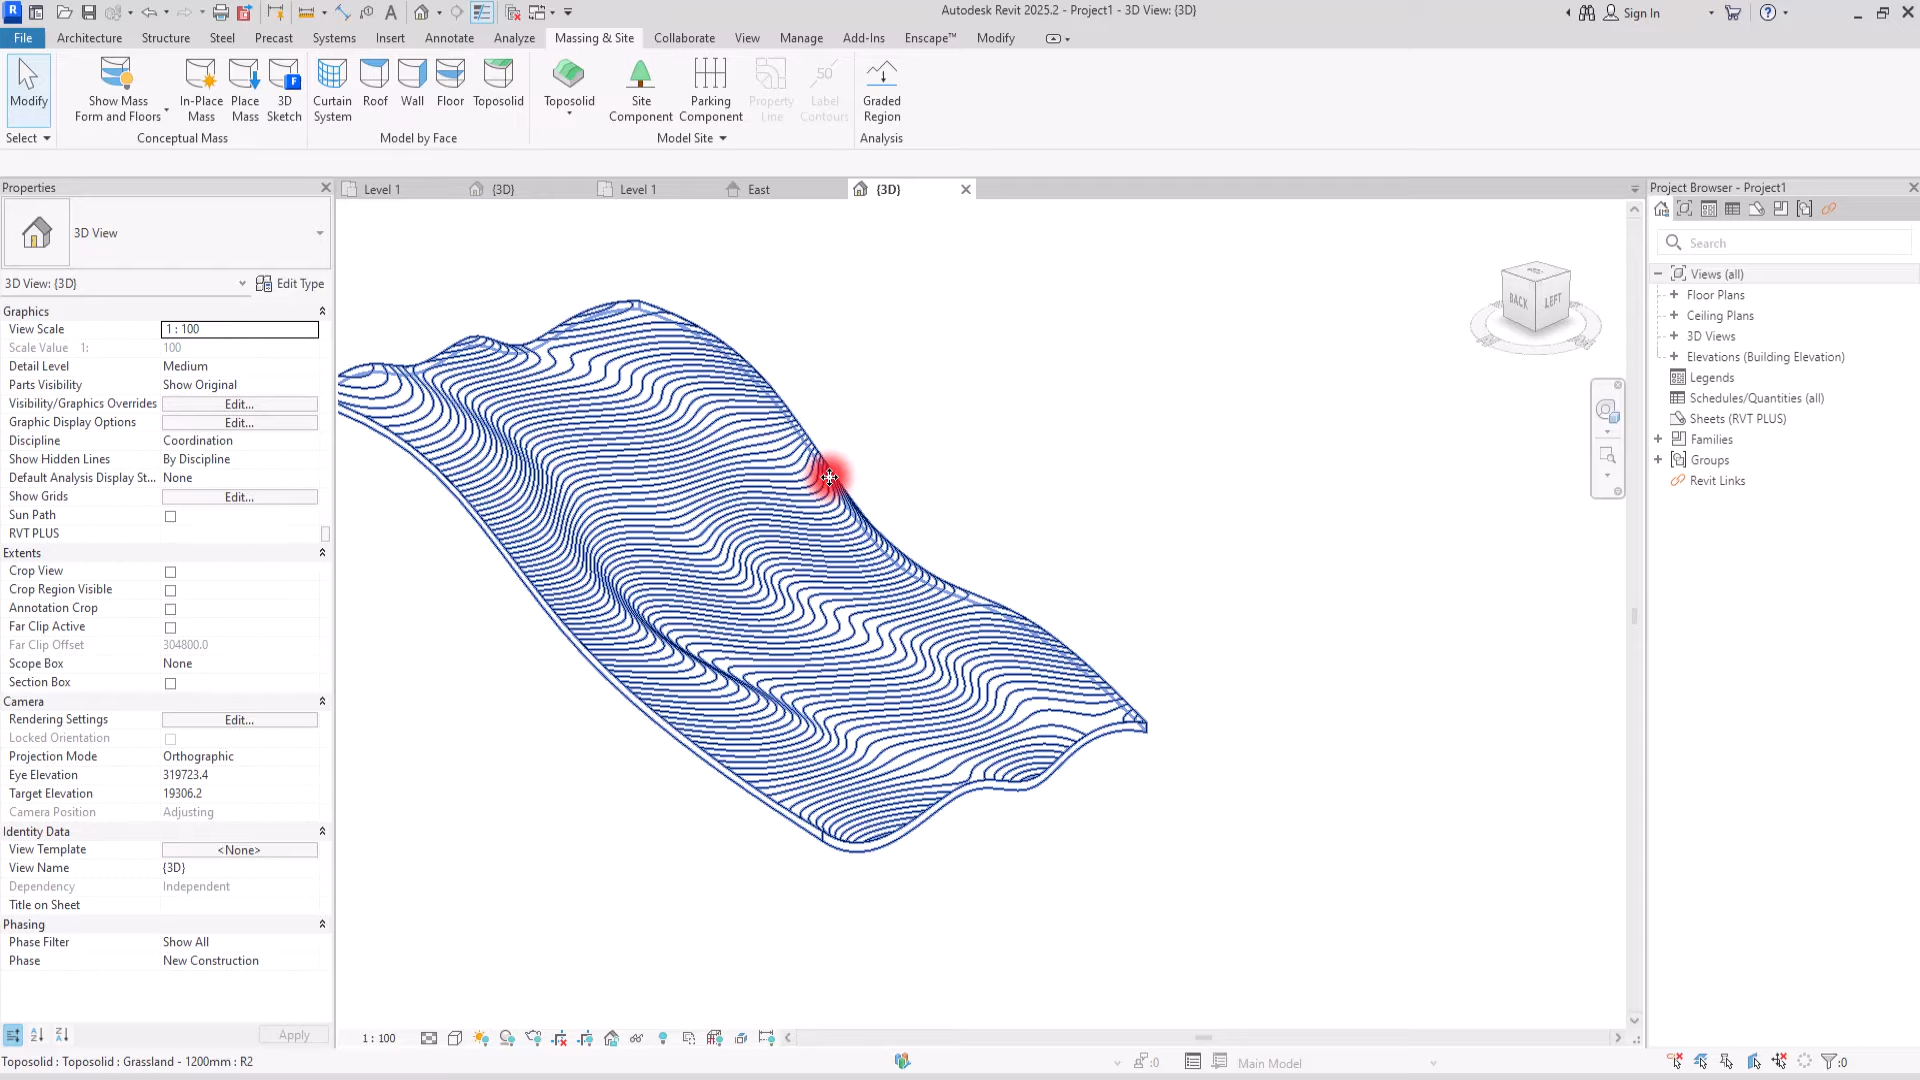 Autodesk Revit 2025.2 - Project1 - 3D View: {3D}
Sign In
File Architecture Structure Steel Precast Systems Insert Annotate Analyze Massing & Site Collaborate View Manage Add-Ins Enscape™ Modify
Modify
Show Mass Form and Floors
In-Place Mass
Place Mass
3D Sketch
Curtain System
Roof
Wall
Floor
Toposolid
Toposolid
Site Component
Parking Component
Property Line
50
Label Contours
Graded Region
Select
Conceptual Mass
Model by Face
Model Site
Analysis
Properties
3D View
3D View: {3D}
Edit Type
Graphics
View Scale 1 : 100
Scale Value 1: 100
Detail Level Medium
Parts Visibility Show Original
Visibility/Graphics Overrides Edit...
Graphic Display Options Edit...
Discipline Coordination
Show Hidden Lines By Discipline
Default Analysis Display St... None
Show Grids Edit...
Sun Path
RVT PLUS
Extents
Crop View
Crop Region Visible
Annotation Crop
Far Clip Active
Far Clip Offset 304800.0
Scope Box None
Section Box
Camera
Rendering Settings Edit...
Locked Orientation
Projection Mode Orthographic
Eye Elevation 319723.4
Target Elevation 19306.2
Camera Position Adjusting
Identity Data
View Template <None>
View Name {3D}
Dependency Independent
Title on Sheet
Phasing
Phase Filter Show All
Phase New Construction
Apply
Level 1
{3D}
Level 1
East
{3D}
BACK
LEFT
Project Browser - Project1
Search
Views (all)
Floor Plans
Ceiling Plans
3D Views
Elevations (Building Elevation)
Legends
Schedules/Quantities (all)
Sheets (RVT PLUS)
Families
Groups
Revit Links
1 : 100
Toposolid : Toposolid : Grassland - 1200mm : R2
:0
Main Model
:0